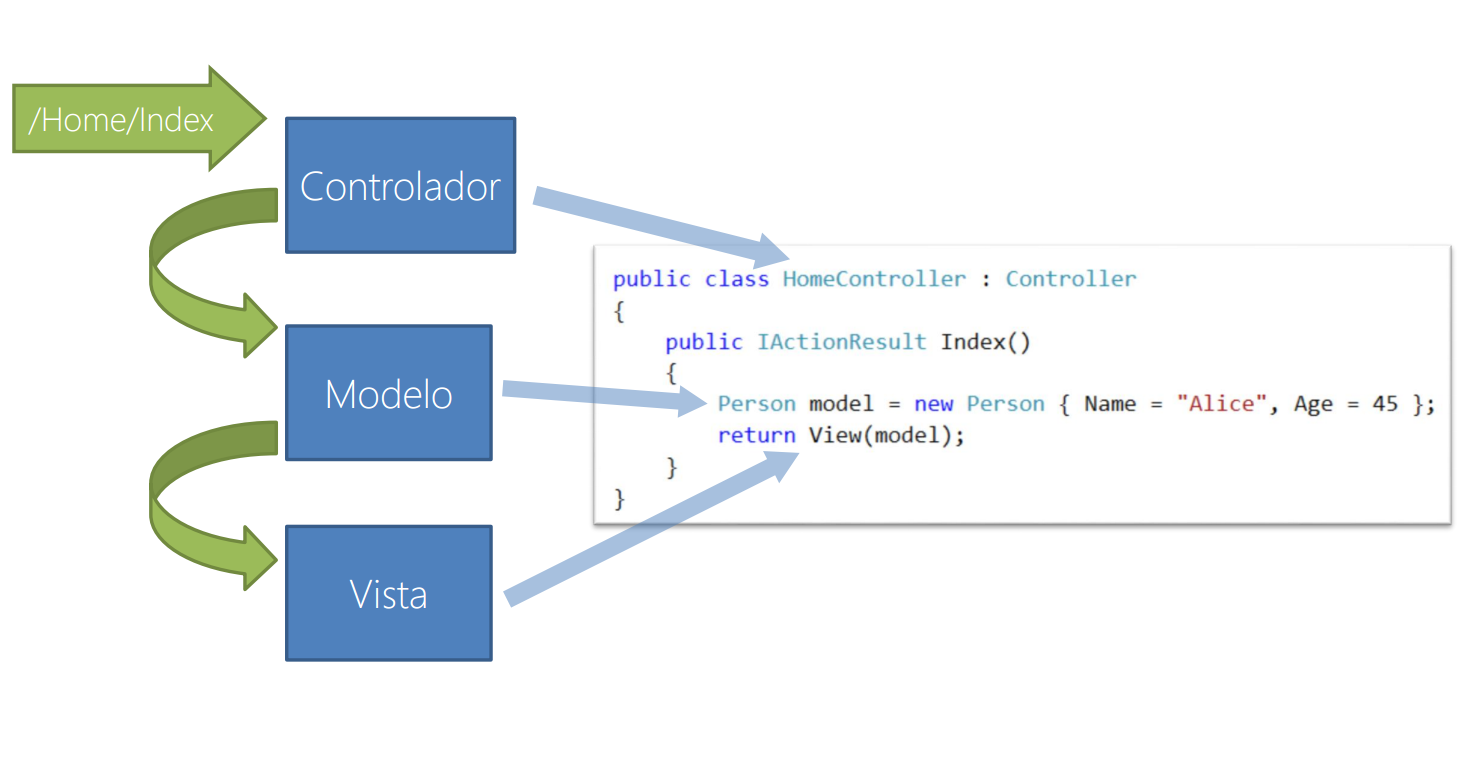 /Home/Index
Controlador
Modelo
Vista
public class HomeController : Controller
{
    public IActionResult Index()
    {
        Person model = new Person { Name = "Alice", Age = 45 };
        return View(model);
    }
}